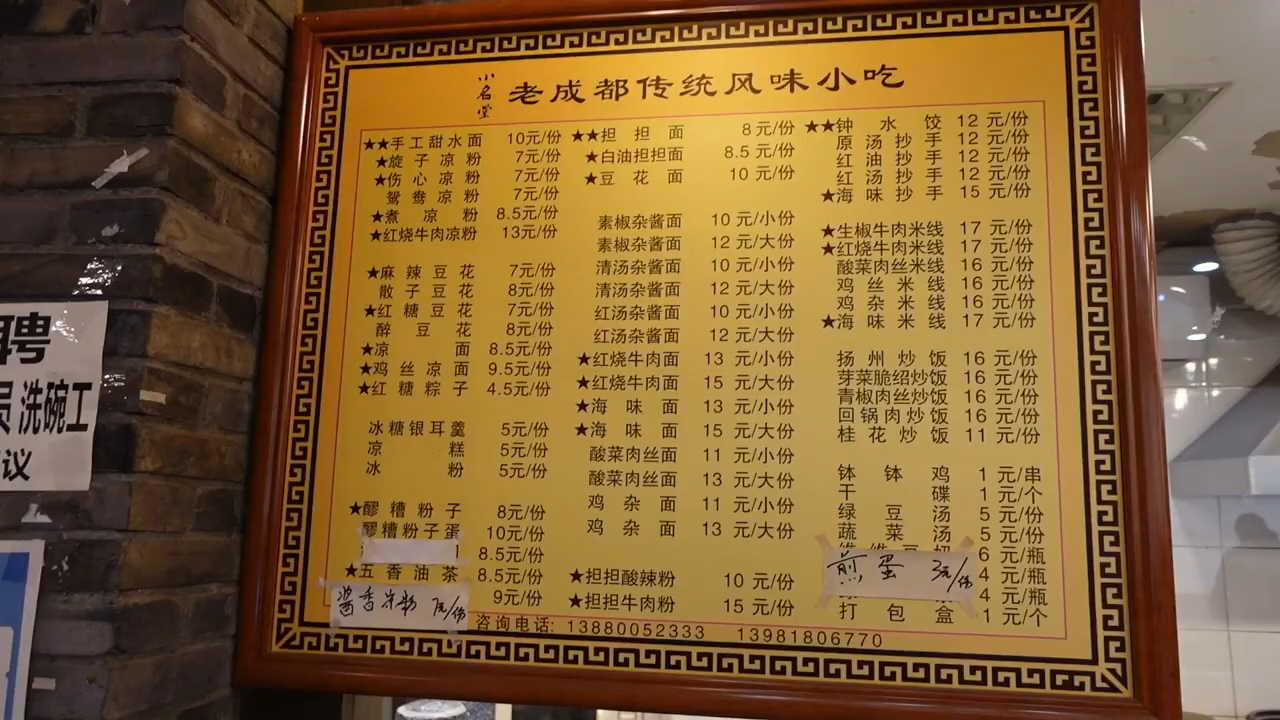 小名堂 老成都传统风味小吃
★★手工甜水面 10元/份
★旋子凉粉 7元/份
★伤心凉粉 7元/份
鸳鸯凉粉 7元/份
★煮凉粉 8.5元/份
★红烧牛肉凉粉 13元/份
★麻辣豆花 7元/份
散子豆花 8元/份
★红糖豆花 7元/份
醉豆花 8元/份
★凉面 8.5元/份
★鸡丝凉面 9.5元/份
★红糖粽子 4.5元/份
冰糖银耳羹 5元/份
凉糕 5元/份
冰粉 5元/份
★醪糟粉子 8元/份
醪糟粉子蛋 10元/份
8.5元/份
★五香油茶 8.5元/份
9元/份
酱香凉粉 7元/份
★★担担面 8元/份
★白油担担面 8.5元/份
★豆花面 10元/份
素椒杂酱面 10元/小份
素椒杂酱面 12元/大份
清汤杂酱面 10元/小份
清汤杂酱面 12元/大份
红汤杂酱面 10元/小份
红汤杂酱面 12元/大份
★红烧牛肉面 13元/小份
★红烧牛肉面 15元/大份
★海味面 13元/小份
★海味面 15元/大份
酸菜肉丝面 11元/小份
酸菜肉丝面 13元/大份
鸡杂面 11元/小份
鸡杂面 13元/大份
★担担酸辣粉 10元/份
★担担牛肉粉 15元/份
★★钟水饺 12元/份
原汤抄手 12元/份
红油抄手 12元/份
红汤抄手 12元/份
★海味抄手 15元/份
★生椒牛肉米线 17元/份
★红烧牛肉米线 17元/份
酸菜肉丝米线 16元/份
鸡丝米线 16元/份
鸡杂米线 16元/份
★海味米线 17元/份
扬州炒饭 16元/份
芽菜脆绍炒饭 16元/份
青椒肉丝炒饭 16元/份
回锅肉炒饭 16元/份
桂花炒饭 11元/份
钵钵鸡 1元/串
干碟 1元/个
绿豆汤 5元/份
蔬菜汤 5元/份
6元/瓶
煎蛋 3元/份
4元/瓶
4元/瓶
打包盒 1元/个
咨询电话: 13880052333 13981806770
聘
员 洗碗工
议